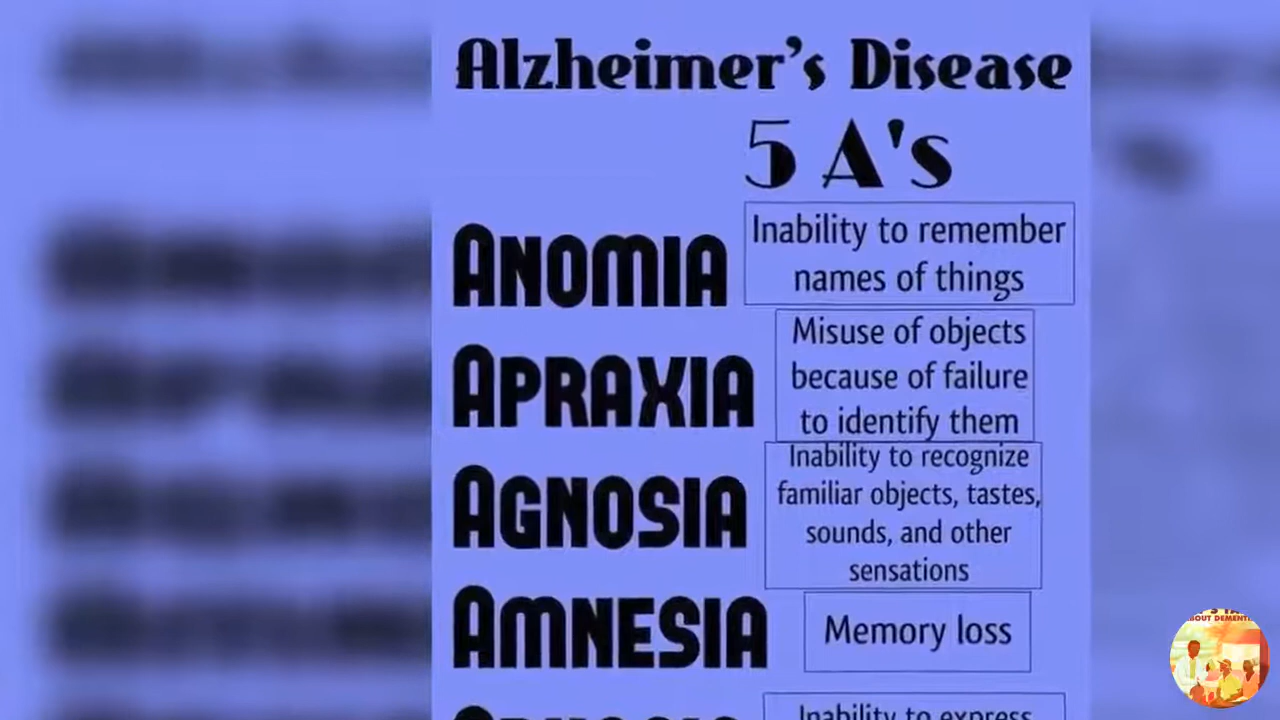 Alzheimer's Disease
5 A's
ANOMIA
Inability to remember
names of things
APRAXIA
Misuse of objects
because of failure
to identify them
AGNOSIA
Inability to recognize
familiar objects, tastes,
sounds, and other
sensations
AMNESIA
Memory loss
Inability to express